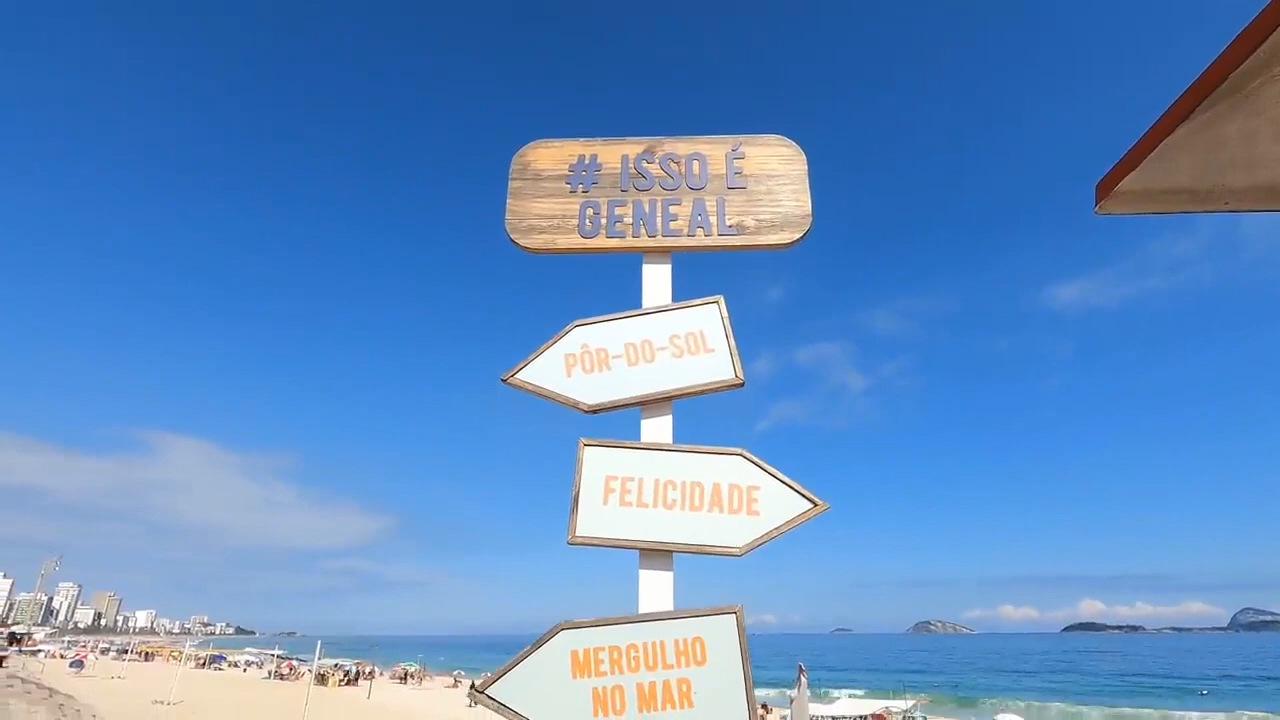 # ISSO É
GENEAL
PÔR-DO-SOL
FELICIDADE
MERGULHO
NO MAR